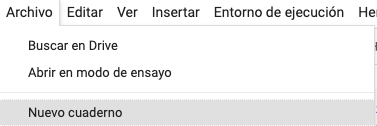 Archivo Editar Ver Insertar Entorno de ejecución
Buscar en Drive
Abrir en modo de ensayo
Nuevo cuaderno